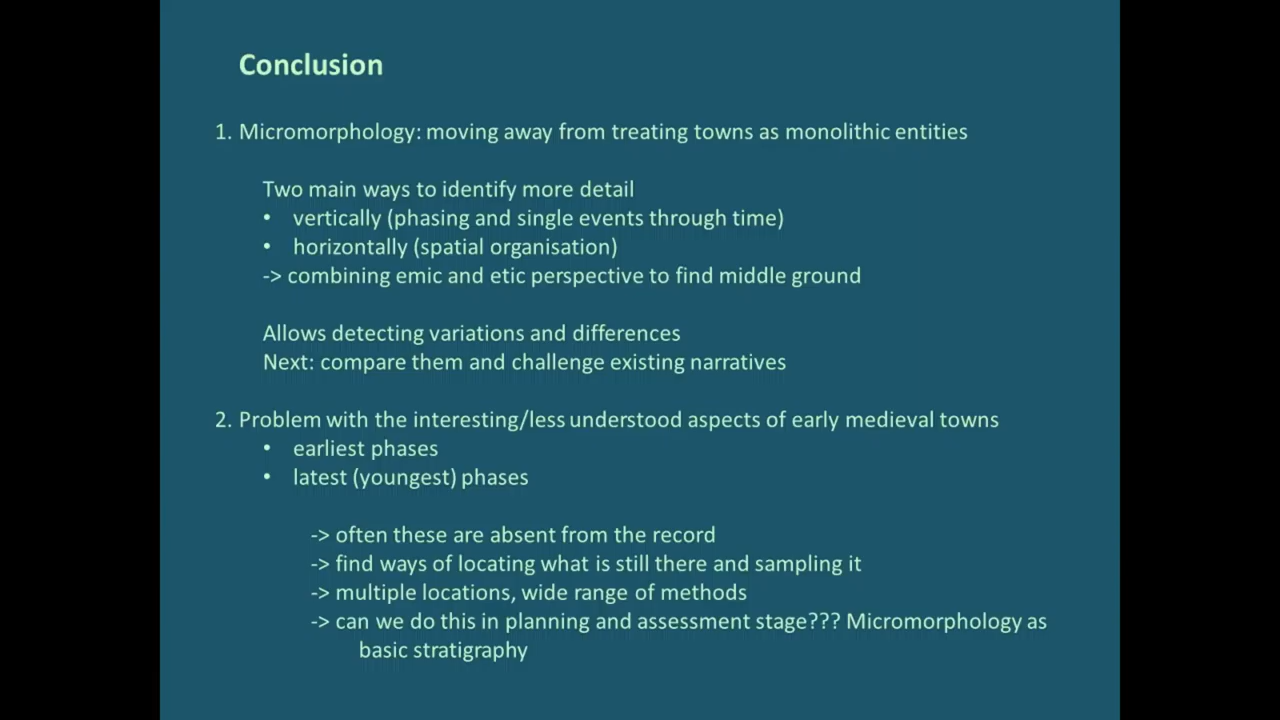 Conclusion
1. Micromorphology: moving away from treating towns as monolithic entities
Two main ways to identify more detail
• vertically (phasing and single events through time)
• horizontally (spatial organisation)
-> combining emic and etic perspective to find middle ground
Allows detecting variations and differences
Next: compare them and challenge existing narratives
2. Problem with the interesting/less understood aspects of early medieval towns
• earliest phases
• latest (youngest) phases
-> often these are absent from the record
-> find ways of locating what is still there and sampling it
-> multiple locations, wide range of methods
-> can we do this in planning and assessment stage??? Micromorphology as
basic stratigraphy